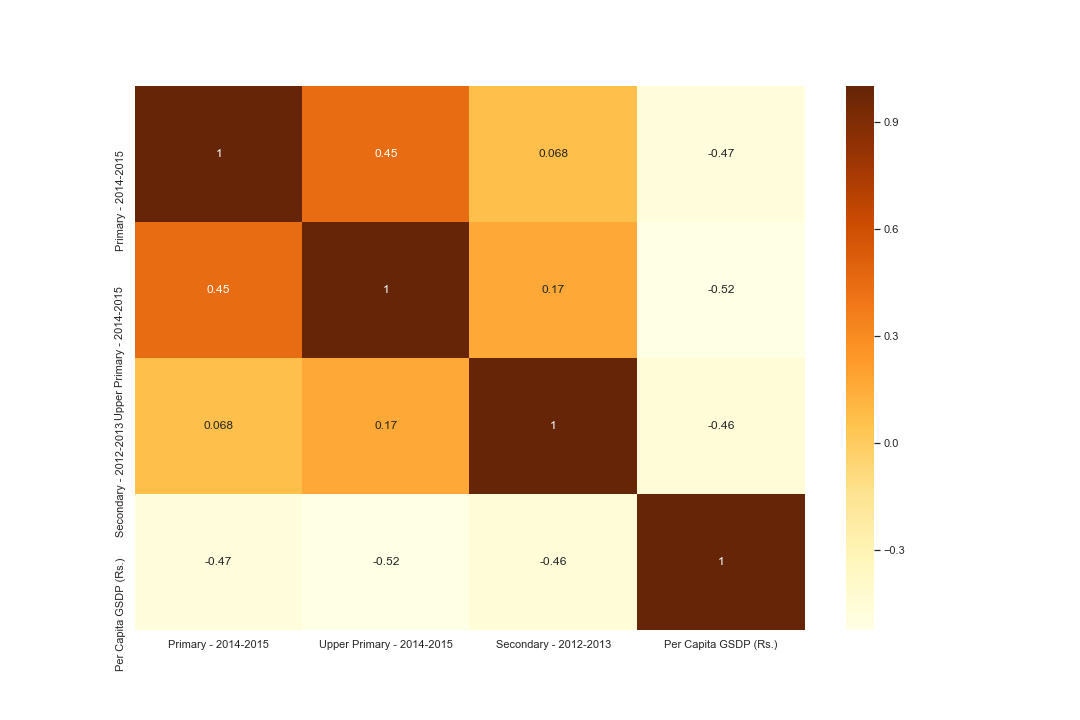 Primary - 2014-2015
1
0.45
0.068
-0.47
Upper Primary - 2014-2015
0.45
1
0.17
-0.52
Secondary - 2012-2013
0.068
0.17
1
-0.46
Per Capita GSDP (Rs.)
-0.47
-0.52
-0.46
1
Primary - 2014-2015
Upper Primary - 2014-2015
Secondary - 2012-2013
Per Capita GSDP (Rs.)
0.9
0.6
0.3
0.0
−0.3